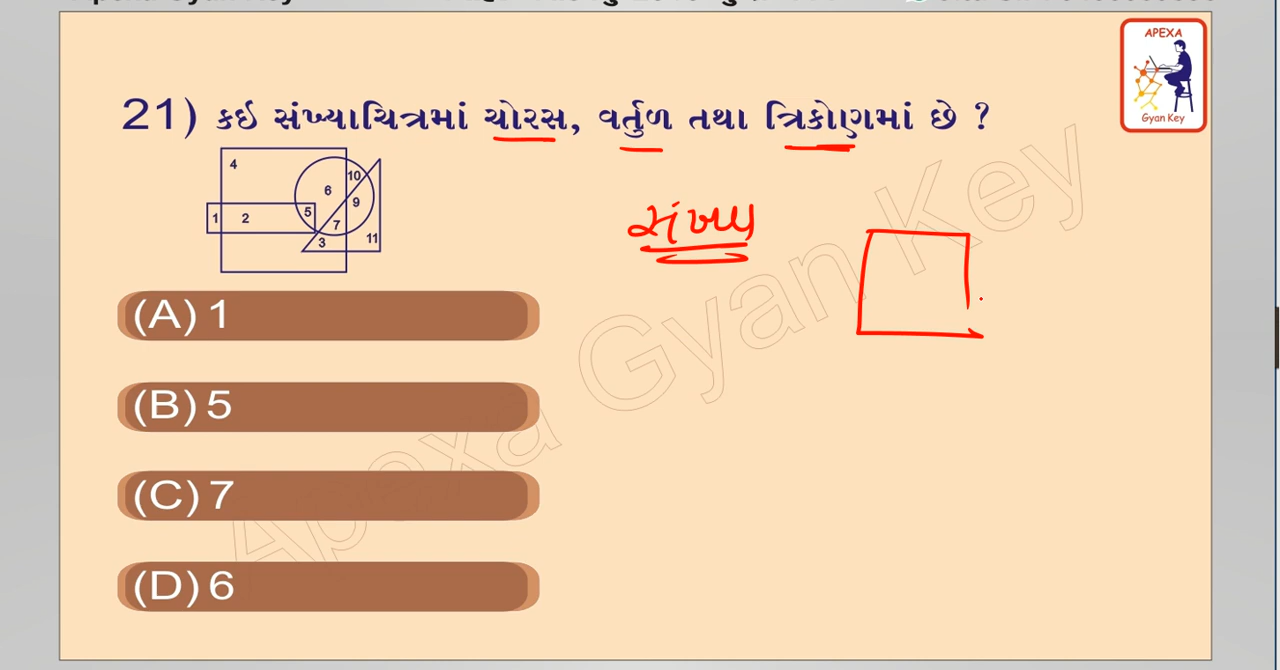 APEXA
Gyan Key
21) કઇ સંખ્યાચિત્રમાં ચોરસ, વર્તુળ તથા ત્રિકોણમાં છે ?
4
10
6
9
5
1
2
7
3
11
સંખ્યા
(A) 1
(B) 5
(C) 7
(D) 6
Apexa Gyan Key